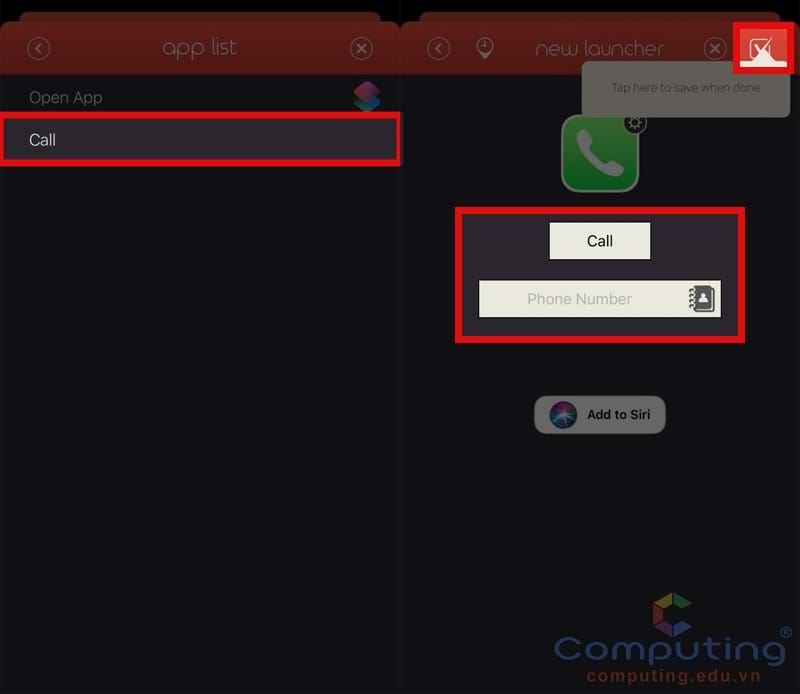 app list
Open App
Call
new launcher
Tap here to save when done
Call
Phone Number
Add to Siri
Computing®
computing.edu.vn